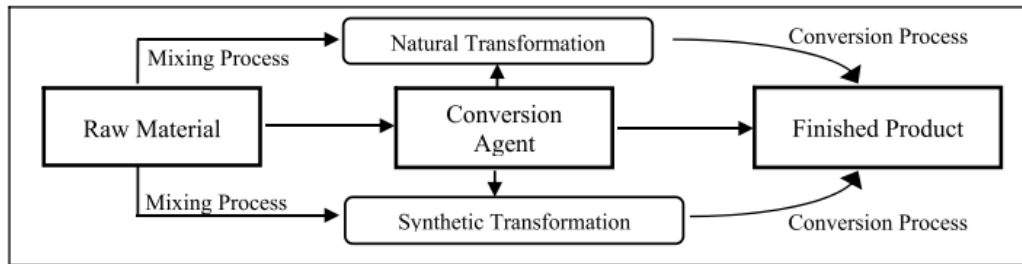 Natural Transformation
Conversion Process
Mixing Process
Raw Material
Conversion
Agent
Finished Product
Mixing Process
Synthetic Transformation
Conversion Process